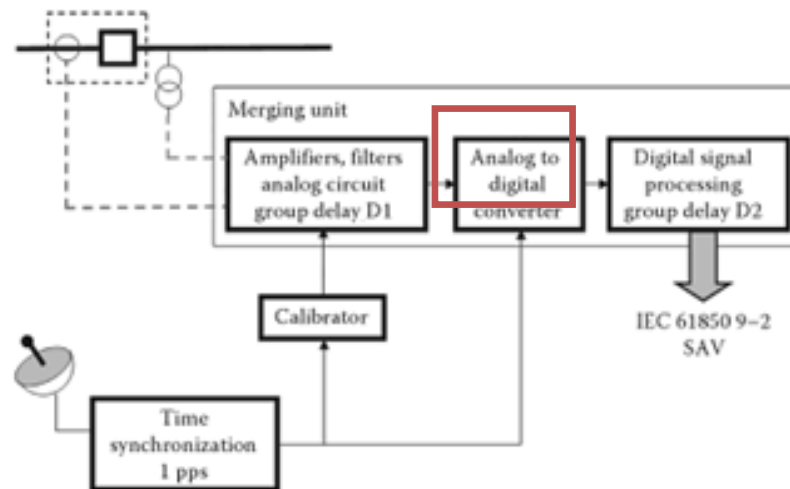 Merging unit
Amplifiers, filters
analog circuit
group delay D1
Analog to
digital
converter
Digital signal
processing
group delay D2
Calibrator
IEC 61850 9–2
SAV
Time
synchronization
1 pps